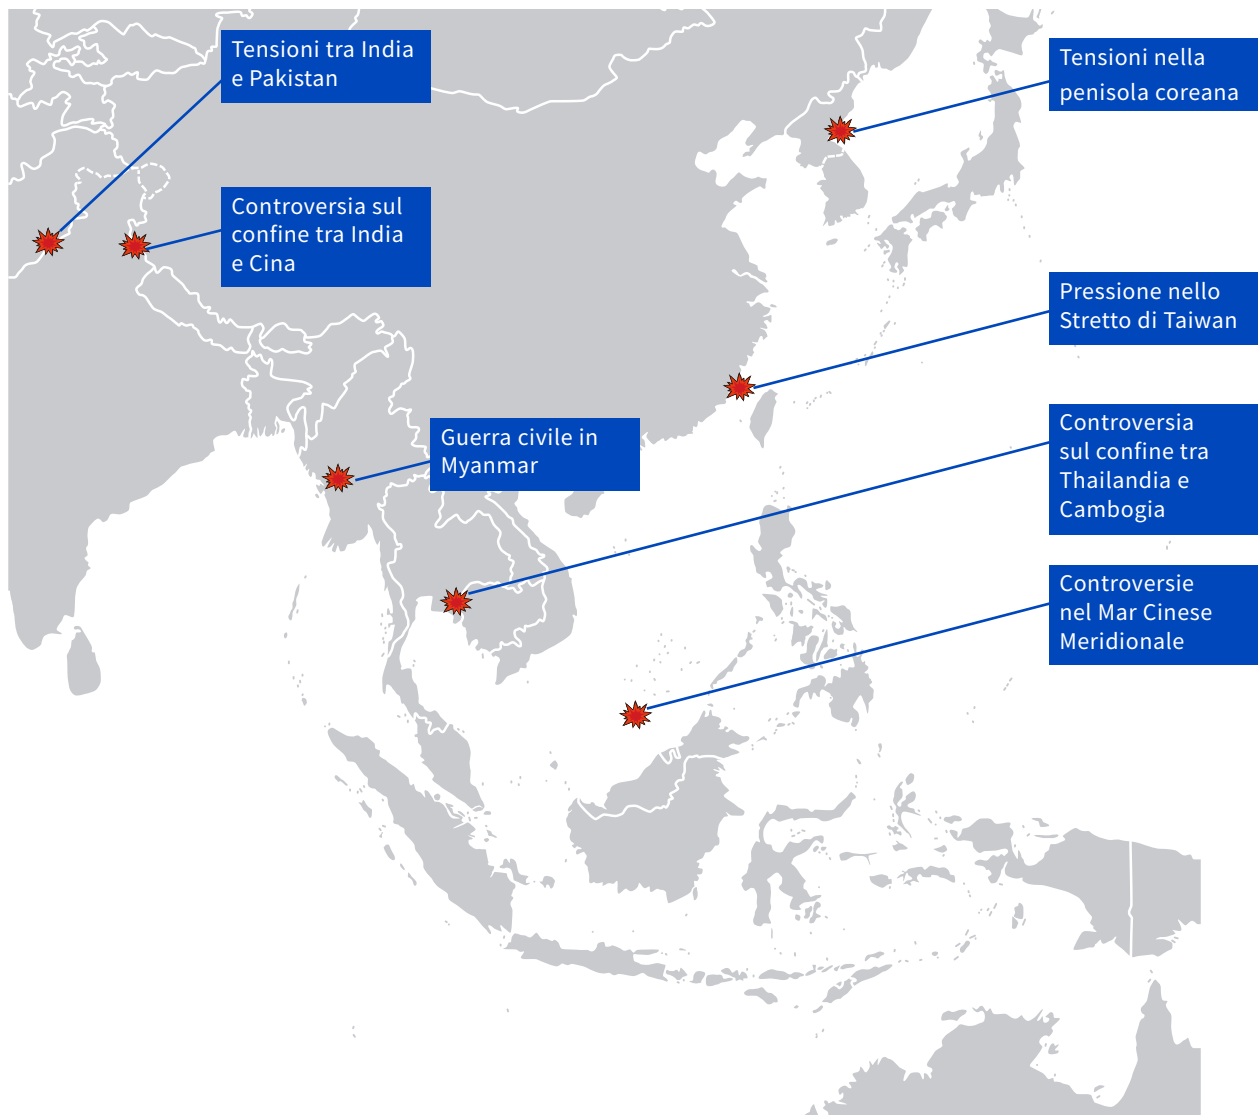 Tensioni tra India
e Pakistan
Tensioni nella
penisola coreana
Controversia sul
confine tra India
e Cina
Pressione nello
Stretto di Taiwan
Guerra civile in
Myanmar
Controversia
sul confine tra
Thailandia e
Cambogia
Controversie
nel Mar Cinese
Meridionale